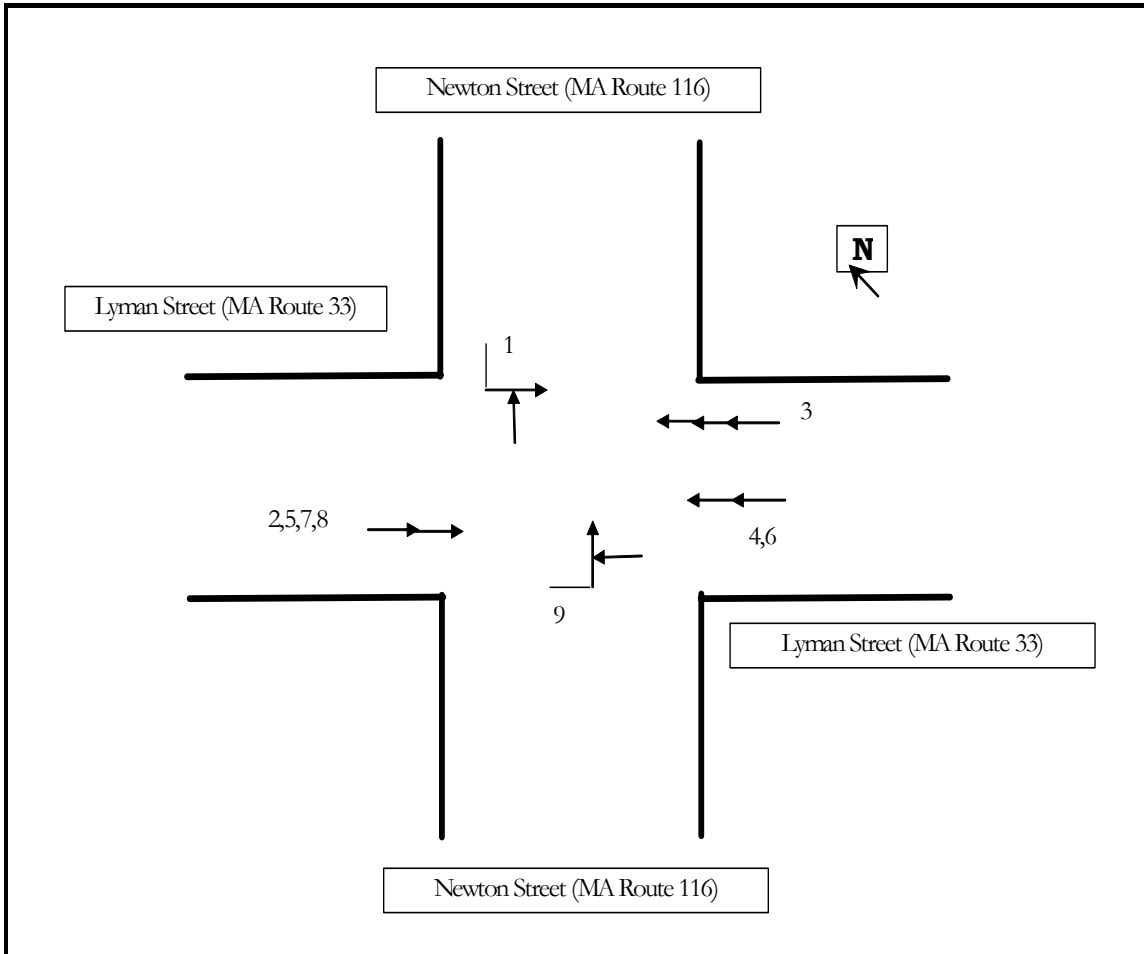 Newton Street (MA Route 116)
N
Lyman Street (MA Route 33)
1
3
2,5,7,8
4,6
9
Lyman Street (MA Route 33)
Newton Street (MA Route 116)